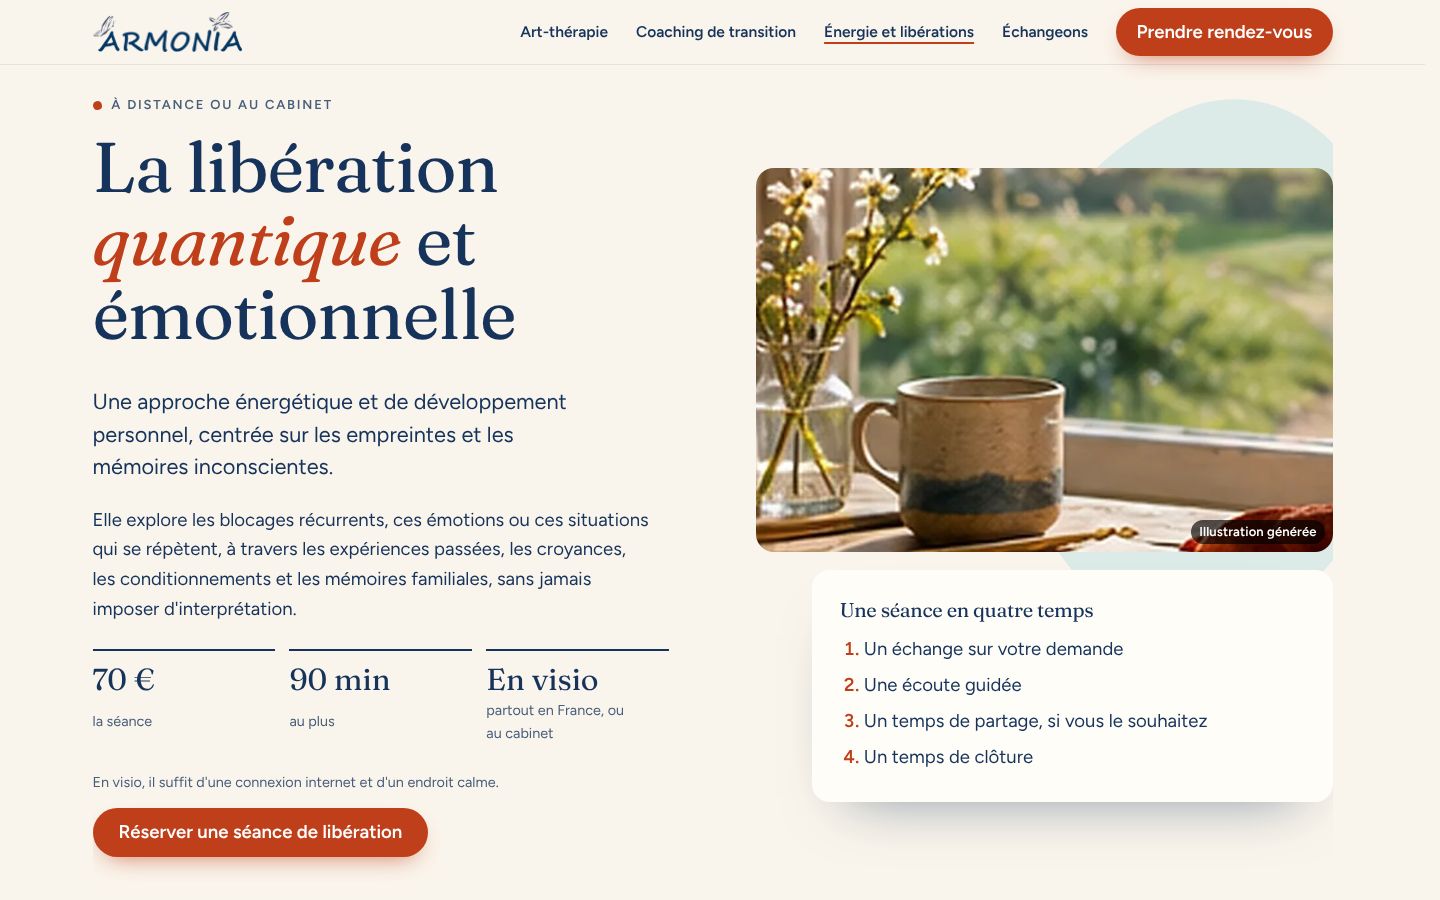 ARMONIA
Art-thérapie
Coaching de transition
Énergie et libérations
Échangeons
Prendre rendez-vous
À DISTANCE OU AU CABINET
La libération
quantique et
émotionnelle
Une approche énergétique et de développement
personnel, centrée sur les empreintes et les
mémoires inconscientes.
Elle explore les blocages récurrents, ces émotions ou ces situations
qui se répètent, à travers les expériences passées, les croyances,
les conditionnements et les mémoires familiales, sans jamais
imposer d'interprétation.
70 €
la séance
90 min
au plus
En visio
partout en France, ou
au cabinet
En visio, il suffit d'une connexion internet et d'un endroit calme.
Réserver une séance de libération
Illustration générée
Une séance en quatre temps
1. Un échange sur votre demande
2. Une écoute guidée
3. Un temps de partage, si vous le souhaitez
4. Un temps de clôture